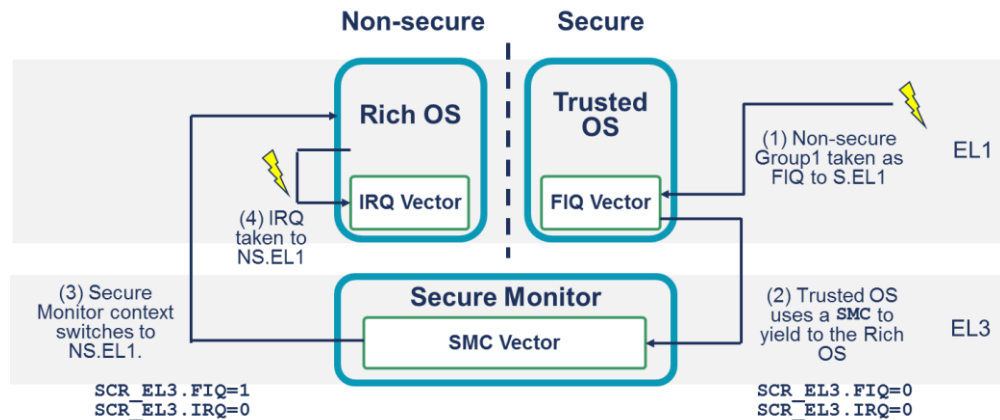 Non-secure
Secure
Rich OS
Trusted
OS
(1) Non-secure
Group1 taken as
FIQ to S.EL1
EL1
IRQ Vector
FIQ Vector
(4) IRQ
taken to
NS.EL1
(3) Secure
Monitor context
switches to
NS.EL1.
Secure Monitor
SMC Vector
(2) Trusted OS
uses a SMC to
yield to the Rich
OS
EL3
SCR_EL3.FIQ=1
SCR_EL3.IRQ=0
SCR_EL3.FIQ=0
SCR_EL3.IRQ=0